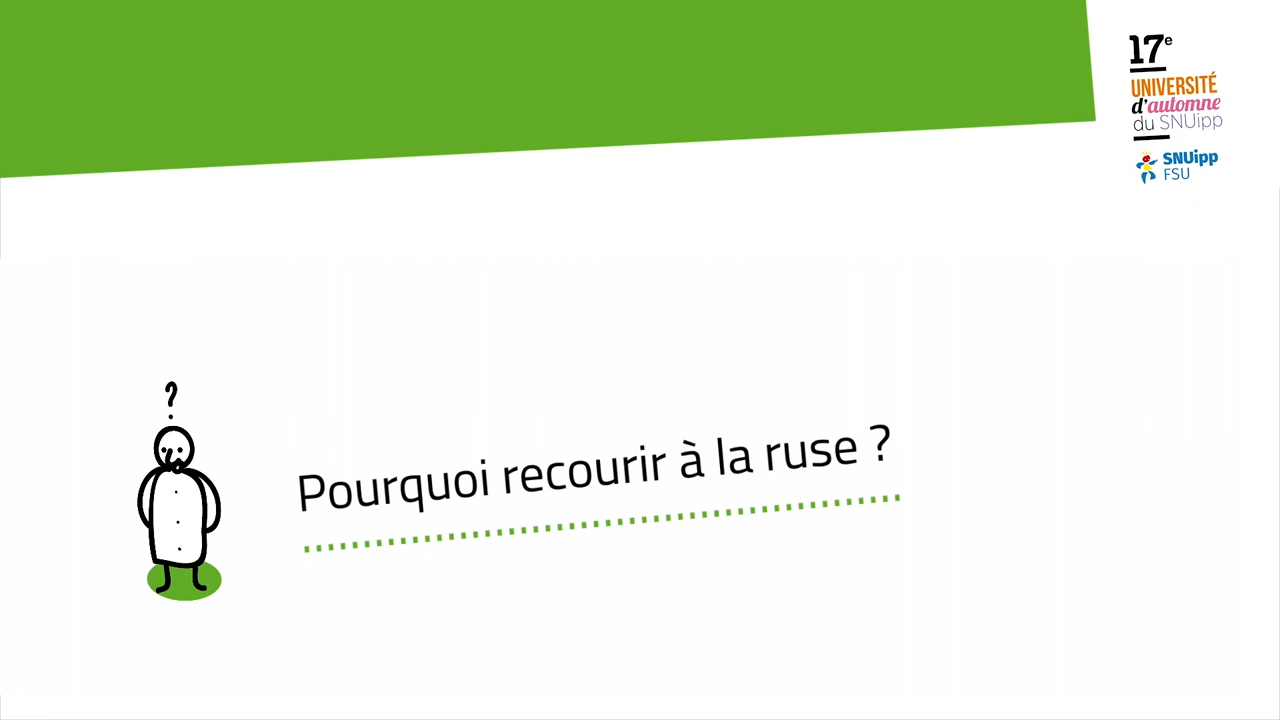 17e
UNIVERSITÉ
d'automne
du SNUipp
SNUipp
FSU
?
Pourquoi recourir à la ruse ?